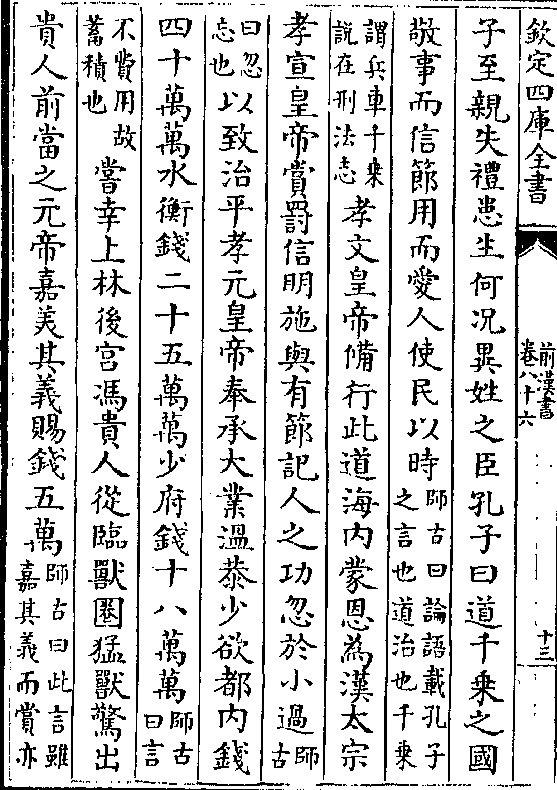 欽定四庫全書
前漢書
卷八十六
十三
子至親失禮患生何况異姓之臣孔子曰道千乗之國
敬事而信節用而愛人使民以時師古曰論語載孔子
之言也道治也千乗
謂兵車千乗
說在刑法志孝文皇帝備行此道海内蒙恩為漢太宗
孝宣皇帝賞罰信明施與有節記人之功忽於小過師古
曰忽
忘也以致治平孝元皇帝奉承大業温恭少欲都内錢
四十萬萬水衡錢二十五萬萬少府錢十八萬萬師古
曰言
不費用故
蓄積也嘗幸上林後宫馮貴人從臨獸圈猛獸驚出
貴人前當之元帝嘉美其義賜錢五萬師古曰此言雖
嘉其義而賞亦